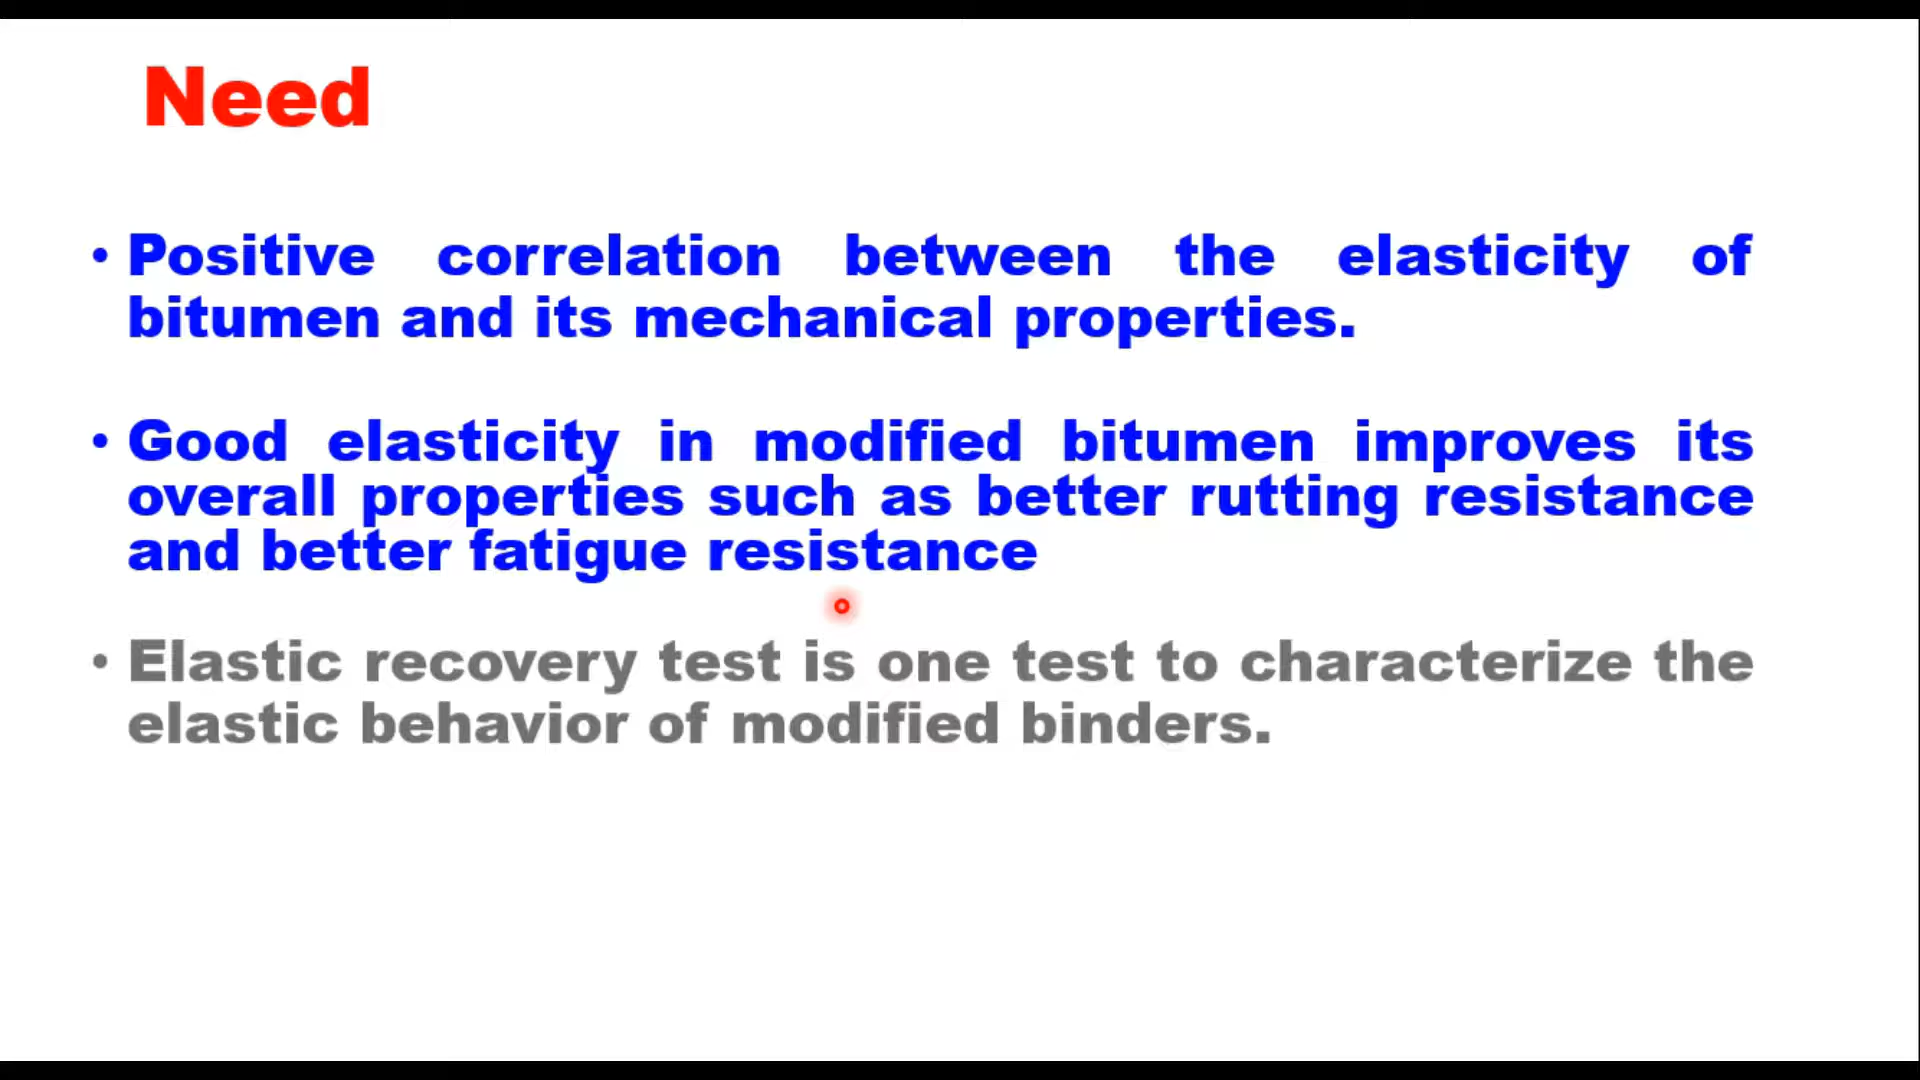 Need
• Positive correlation between the elasticity of
bitumen and its mechanical properties.
• Good elasticity in modified bitumen improves its
overall properties such as better rutting resistance
and better fatigue resistance
• Elastic recovery test is one test to characterize the
elastic behavior of modified binders.